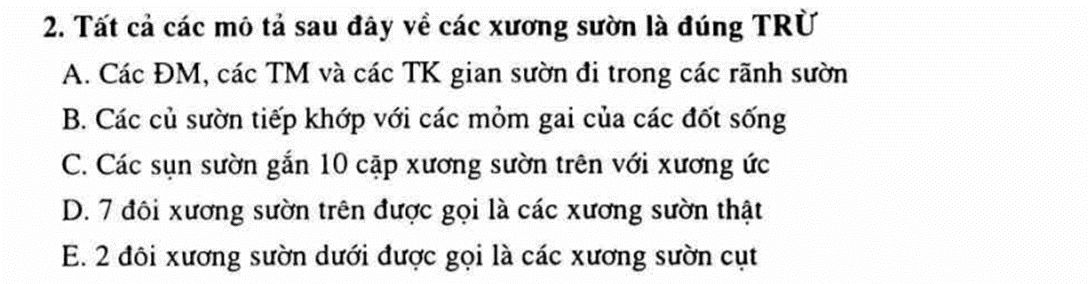 2. Tất cả các mô tả sau đây về các xương sườn là đúng TRỪ
A. Các ĐM, các TM và các TK gian sườn đi trong các rãnh sườn
B. Các củ sườn tiếp khớp với các mỏm gai của các đốt sống
C. Các sụn sườn gắn 10 cặp xương sườn trên với xương ức
D. 7 đôi xương sườn trên được gọi là các xương sườn thật
E. 2 đôi xương sườn dưới được gọi là các xương sườn cụt